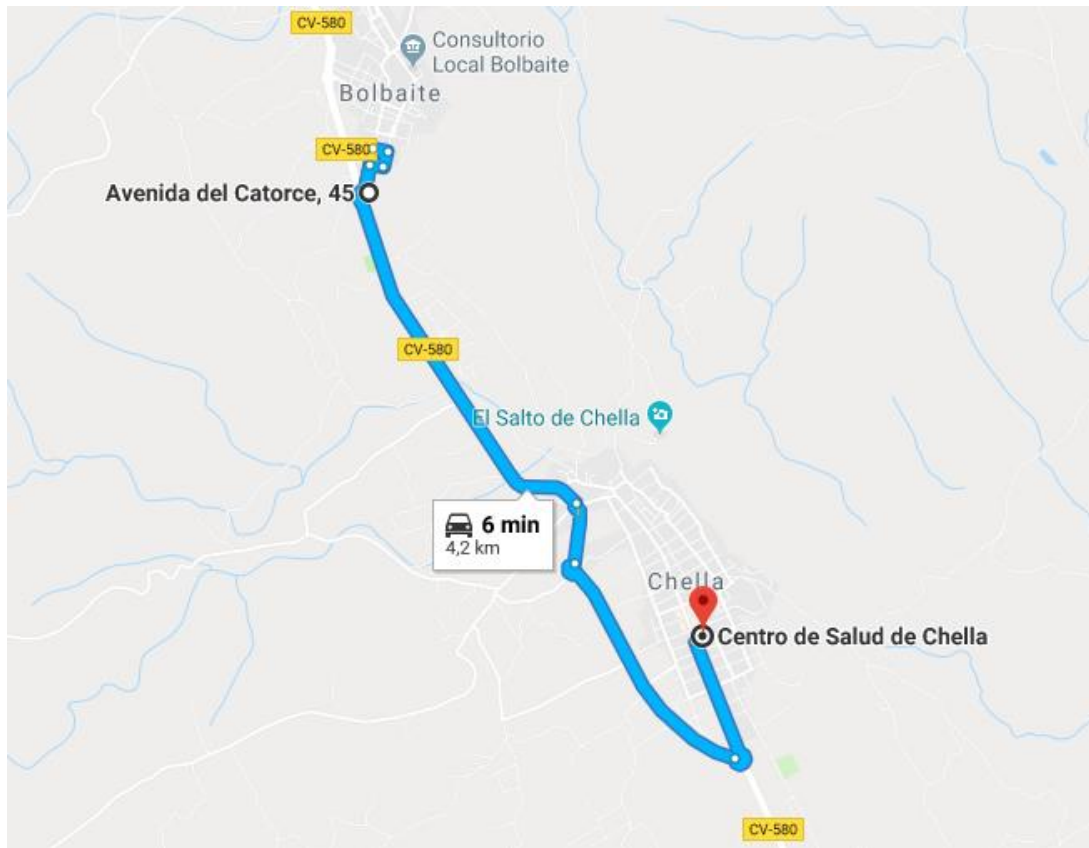 CV-580
Consultorio
Local Bolbaite
Bolbaite
CV-580
Avenida del Catorce, 45
CV-580
El Salto de Chella
6 min
4,2 km
Chella
Centro de Salud de Chella
CV-580